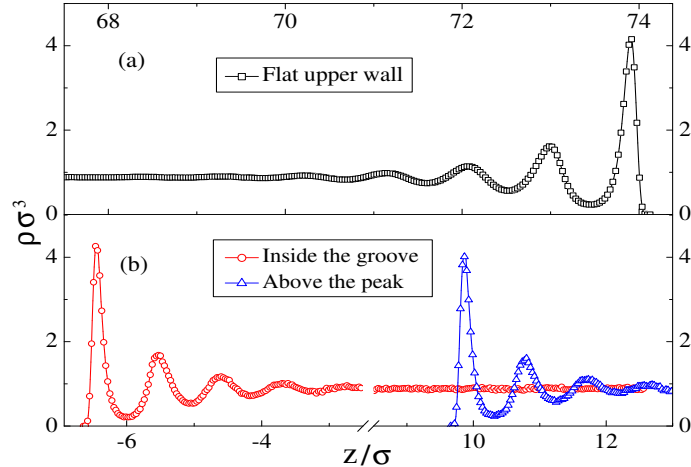 68 70 72 74
4
2
0
(a)
Flat upper wall
4
2
0
ρσ³
4
2
0
(b)
Inside the groove
Above the peak
4
2
0
-6 -4 10 12
z/σ